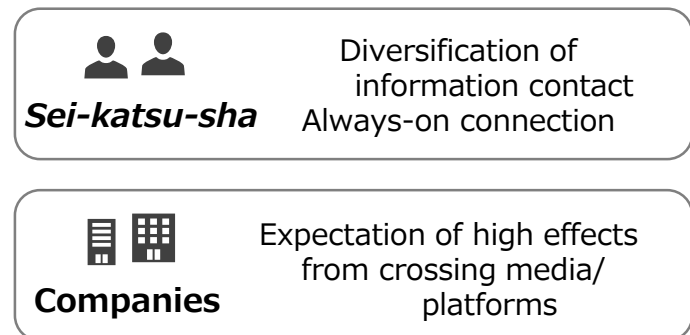 Sei-katsu-sha
Diversification of
information contact
Always-on connection
Companies
Expectation of high effects
from crossing media/
platforms